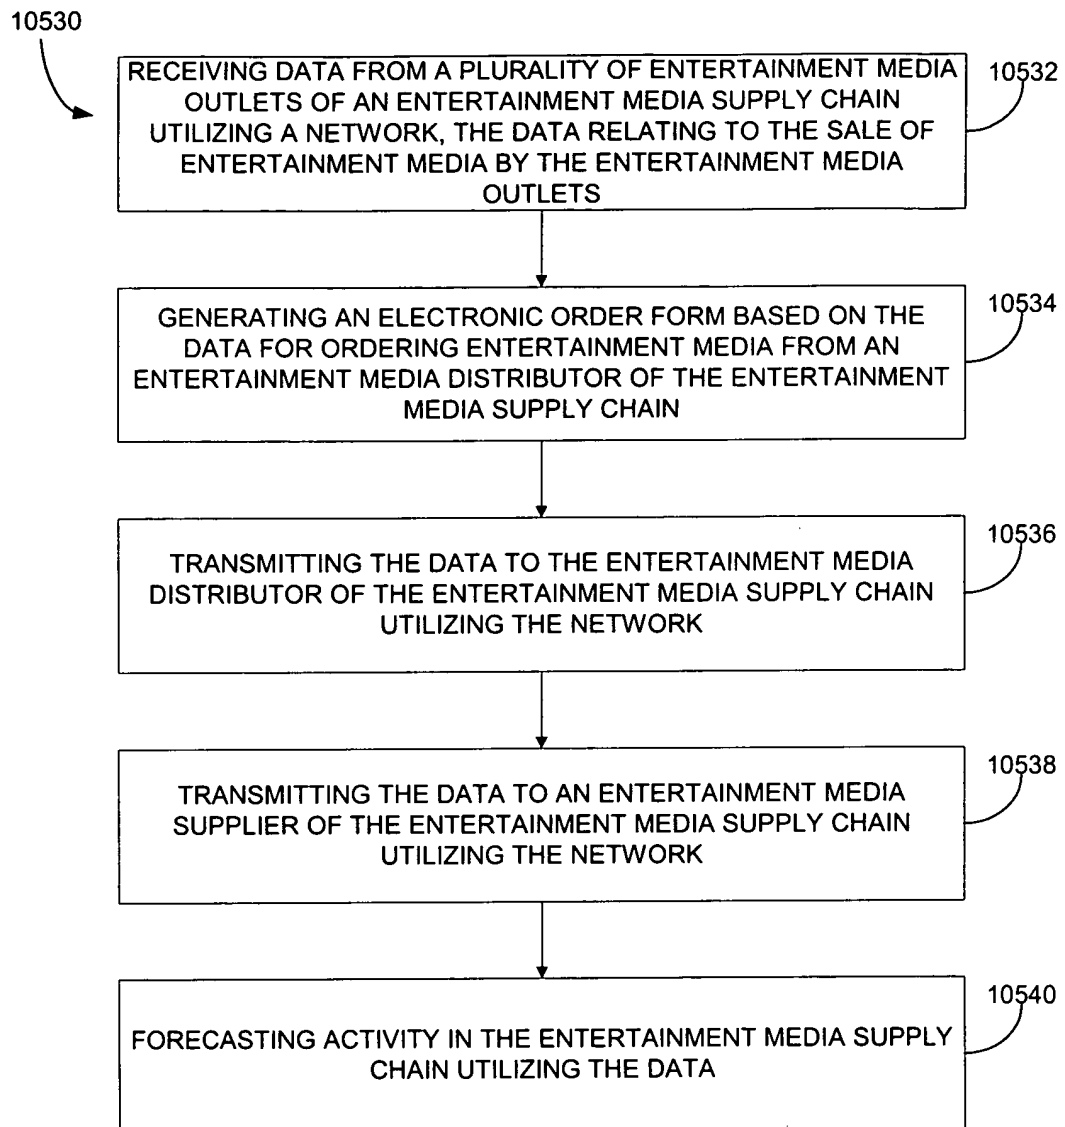 10530
RECEIVING DATA FROM A PLURALITY OF ENTERTAINMENT MEDIA
OUTLETS OF AN ENTERTAINMENT MEDIA SUPPLY CHAIN
UTILIZING A NETWORK, THE DATA RELATING TO THE SALE OF
ENTERTAINMENT MEDIA BY THE ENTERTAINMENT MEDIA
OUTLETS
10532
GENERATING AN ELECTRONIC ORDER FORM BASED ON THE
DATA FOR ORDERING ENTERTAINMENT MEDIA FROM AN
ENTERTAINMENT MEDIA DISTRIBUTOR OF THE ENTERTAINMENT
MEDIA SUPPLY CHAIN
10534
TRANSMITTING THE DATA TO THE ENTERTAINMENT MEDIA
DISTRIBUTOR OF THE ENTERTAINMENT MEDIA SUPPLY CHAIN
UTILIZING THE NETWORK
10536
TRANSMITTING THE DATA TO AN ENTERTAINMENT MEDIA
SUPPLIER OF THE ENTERTAINMENT MEDIA SUPPLY CHAIN
UTILIZING THE NETWORK
10538
FORECASTING ACTIVITY IN THE ENTERTAINMENT MEDIA SUPPLY
CHAIN UTILIZING THE DATA
10540